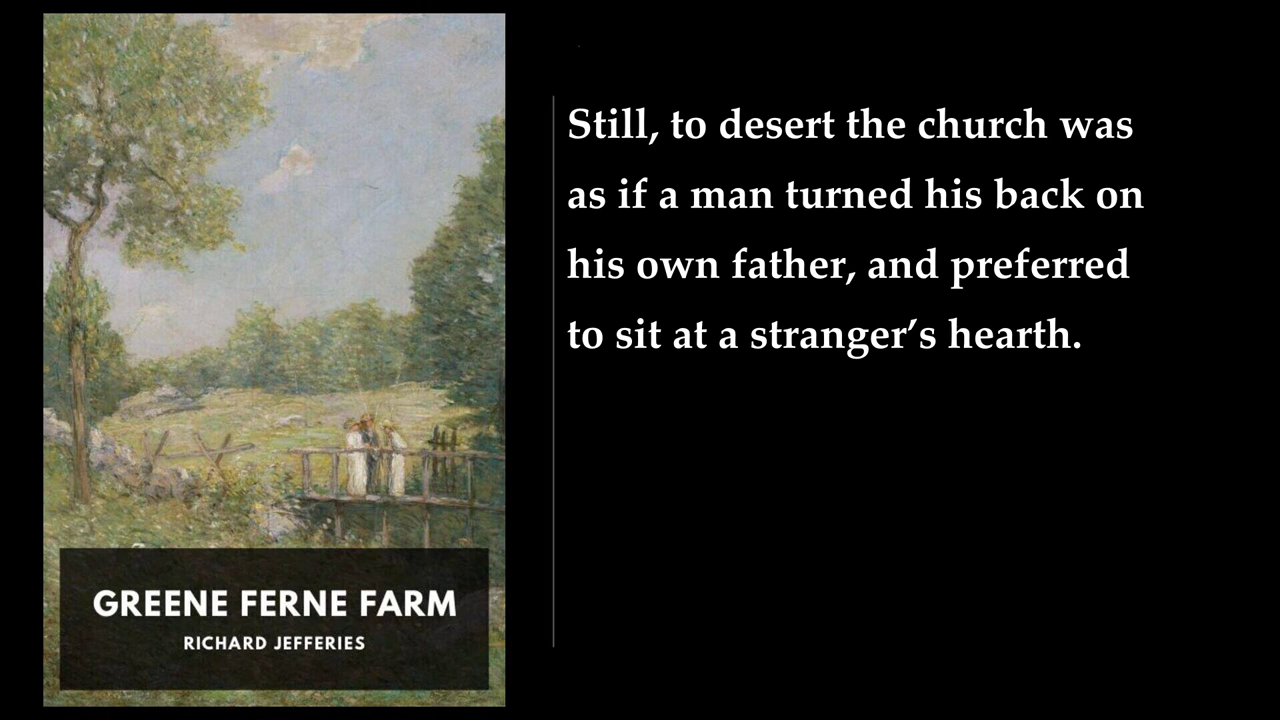 GREENE FERNE FARM
RICHARD JEFFERIES
Still, to desert the church was
as if a man turned his back on
his own father, and preferred
to sit at a stranger’s hearth.